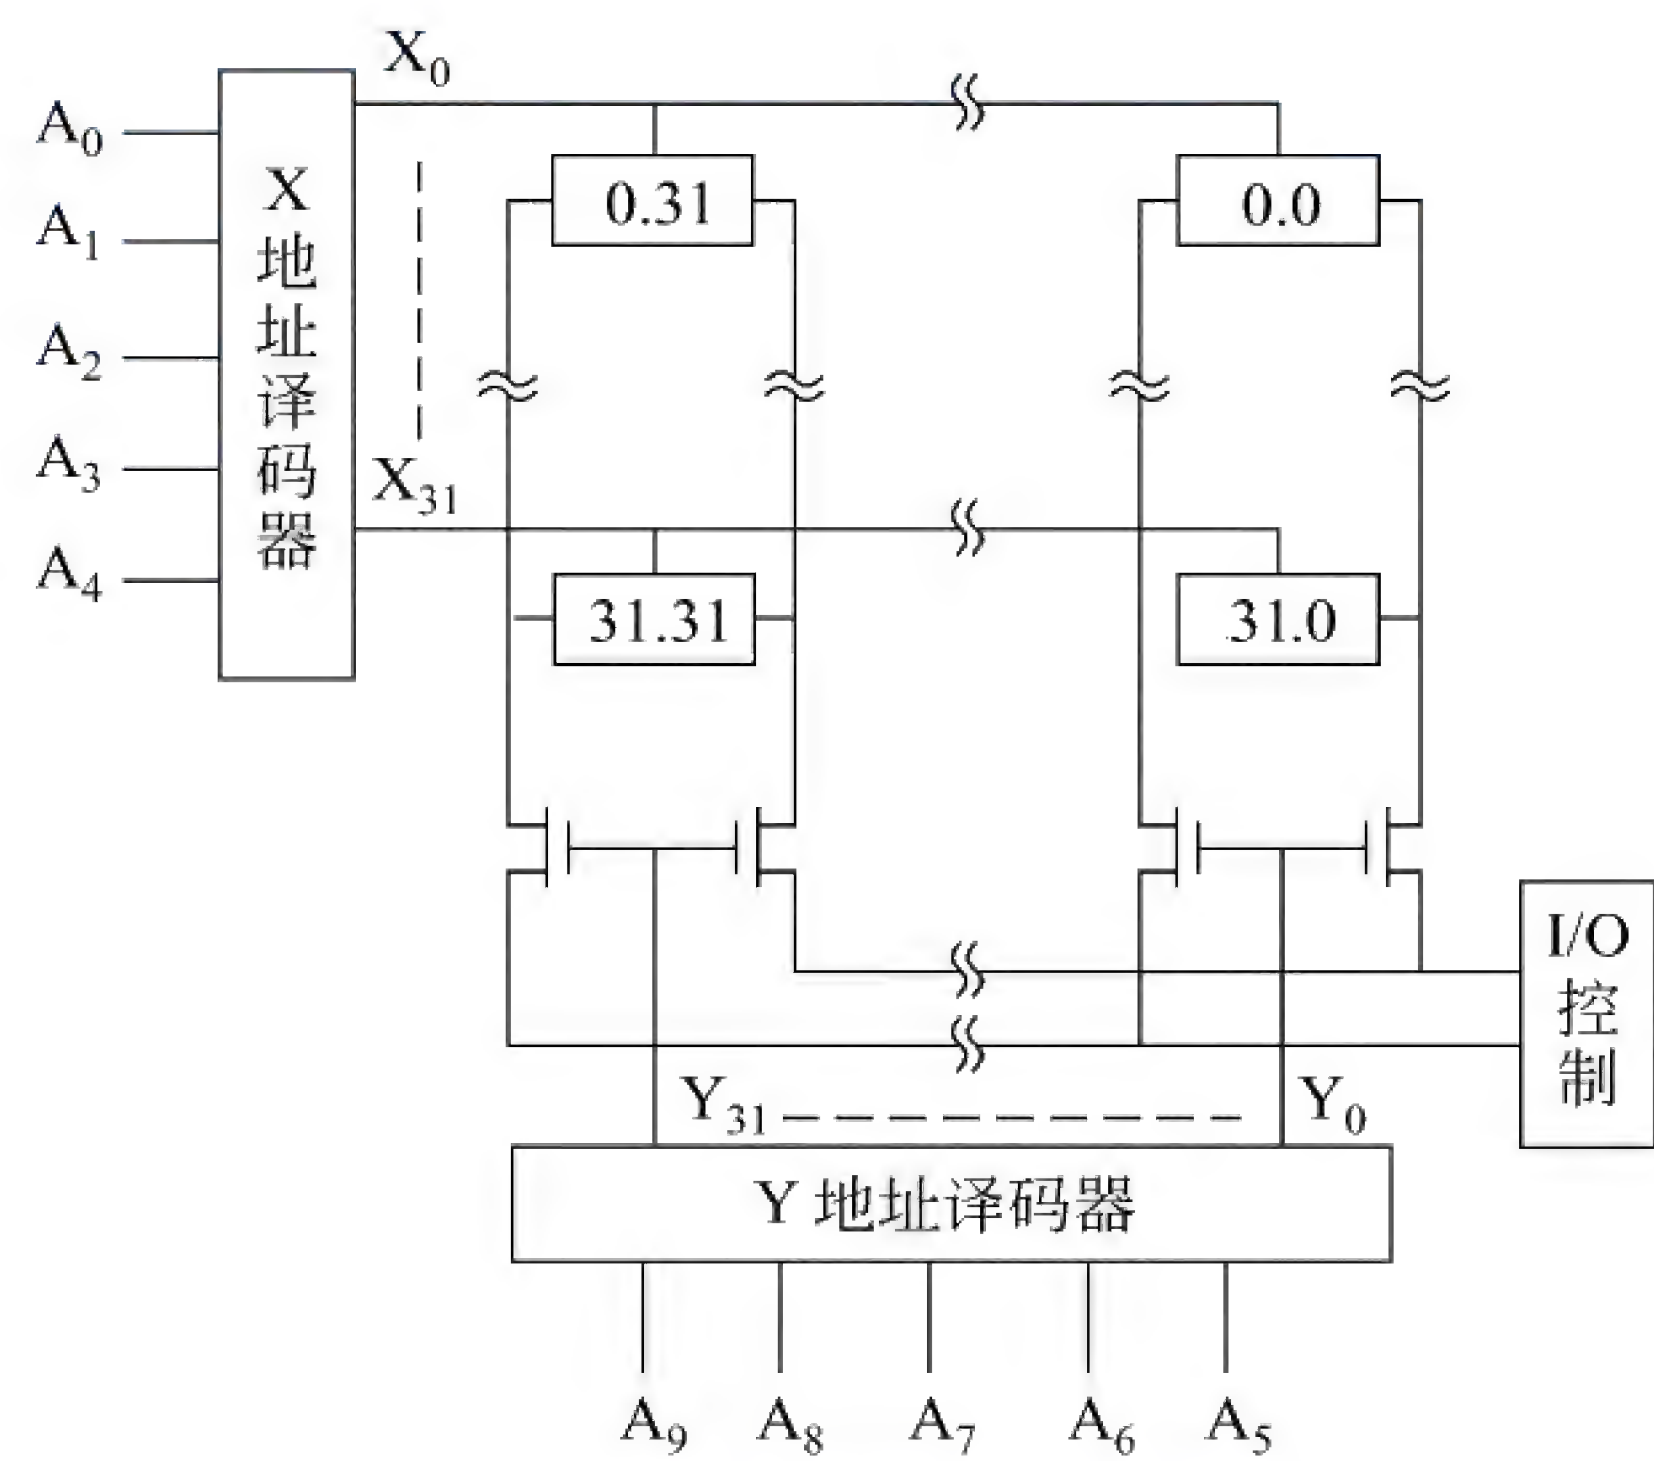 X₀
A₀
A₁
A₂
A₃
A₄
X
地
址
译
码
器
0.31
0.0
X₃₁
31.31
31.0
I/O
控
制
Y₃₁
Y₀
Y 地址译码器
A₉ A₈ A₇ A₆ A₅